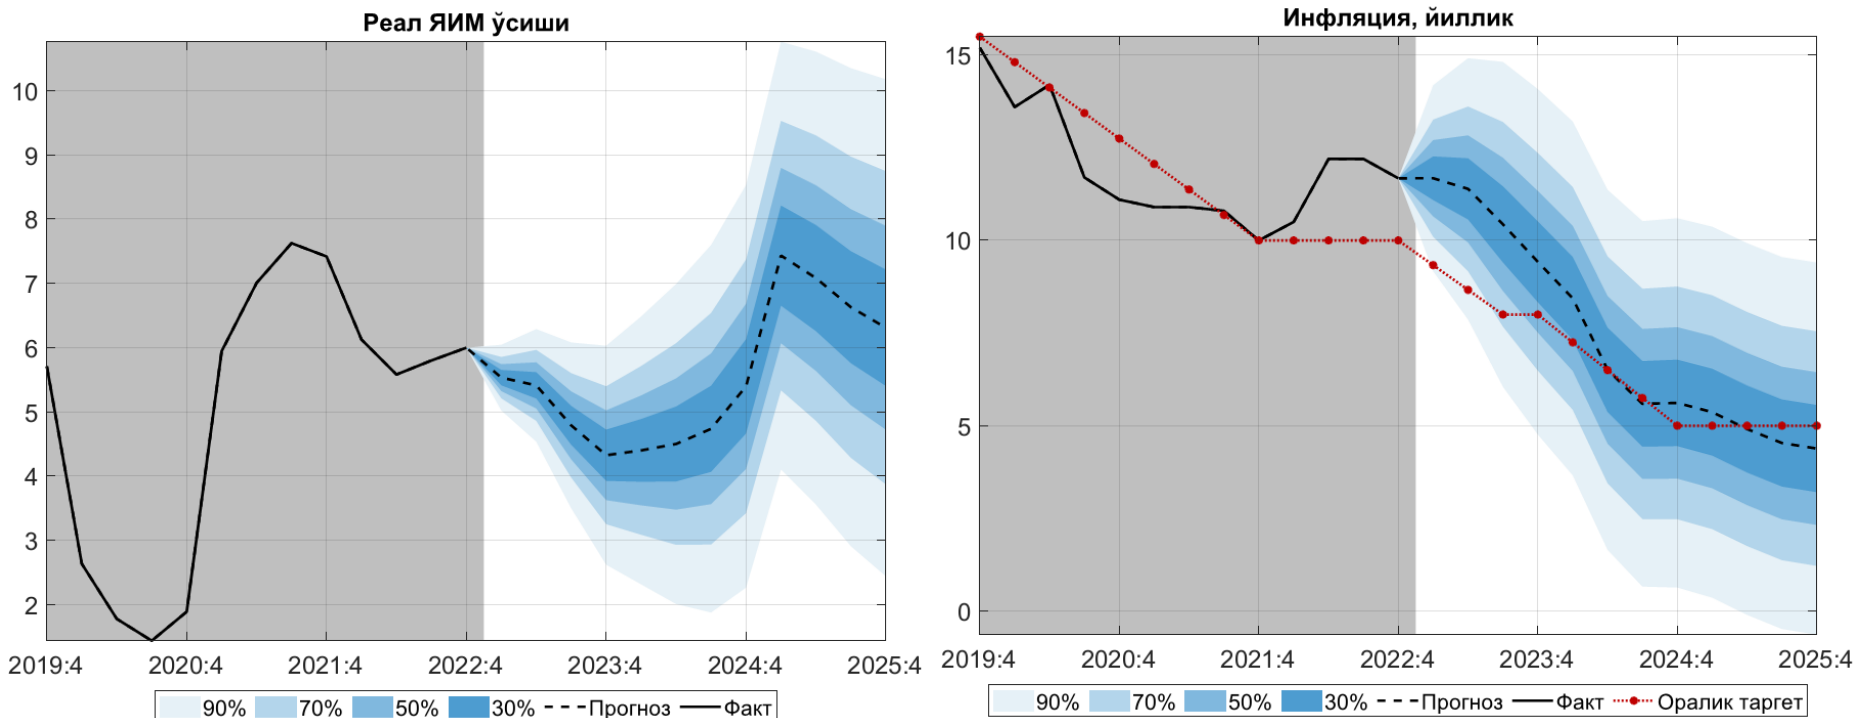 Реал ЯИМ ўсиши
10
9
8
7
6
5
4
3
2
2019:4 2020:4 2021:4 2022:4 2023:4 2024:4 2025:4
90% 70% 50% 30% Прогноз Факт
Инфляция, йиллик
15
10
5
0
2019:4 2020:4 2021:4 2022:4 2023:4 2024:4 2025:4
90% 70% 50% 30% Прогноз Факт Оралик таргет